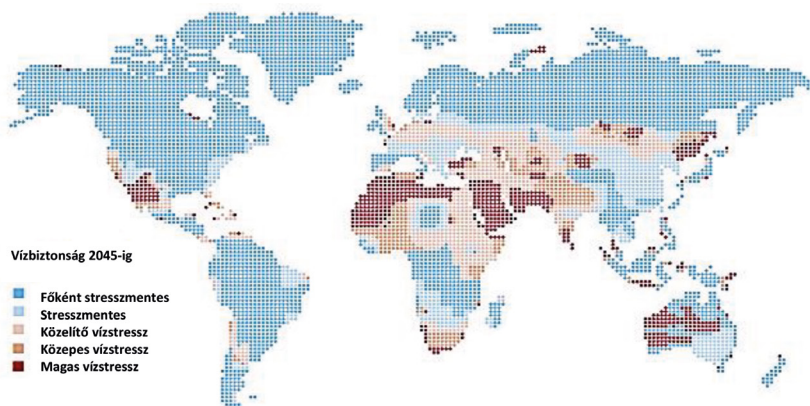 Vízbiztonság 2045-ig
Főként stresszmentes
Stresszmentes
Közelítő vízstressz
Közepes vízstressz
Magas vízstressz